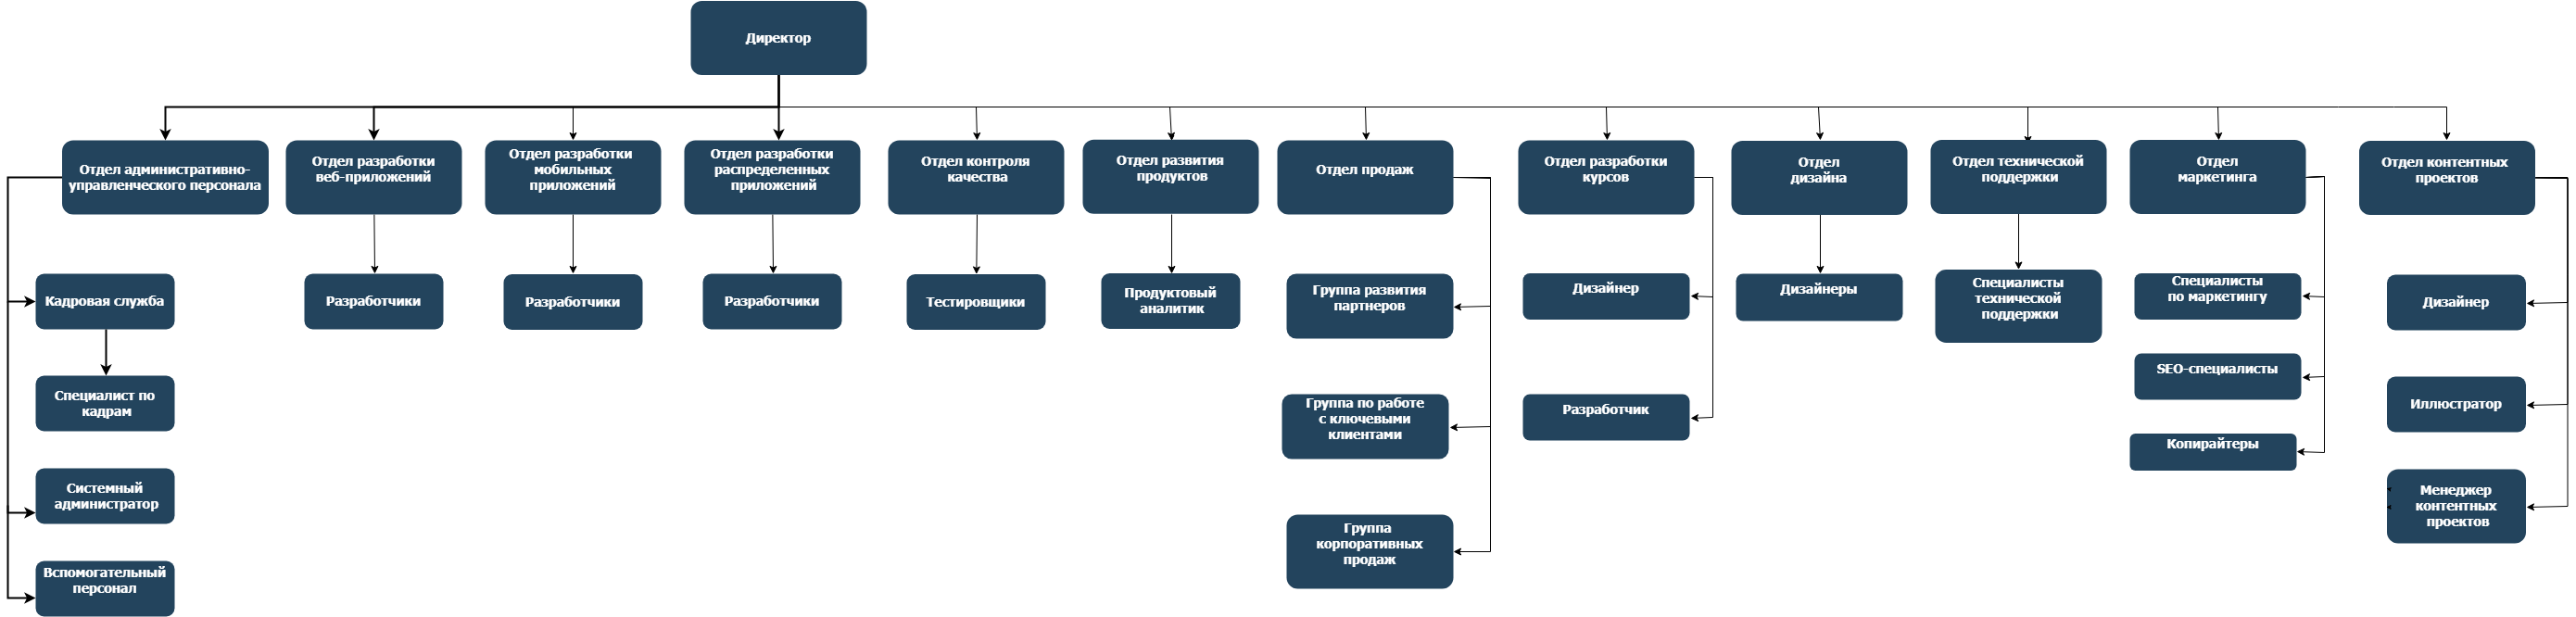 Директор
Отдел административно-
управленческого персонала
Отдел разработки
веб-приложений
Отдел разработки
мобильных
приложений
Отдел разработки
распределенных
приложений
Отдел контроля
качества
Отдел развития
продуктов
Отдел продаж
Отдел разработки
курсов
Отдел
дизайна
Отдел технической
поддержки
Отдел
маркетинга
Отдел контентных
проектов
Кадровая служба
Разработчики
Разработчики
Разработчики
Тестировщики
Продуктовый
аналитик
Группа развития
партнеров
Дизайнер
Дизайнеры
Специалисты
технической
поддержки
Специалисты
по маркетингу
Дизайнер
Специалист по
кадрам
Группа по работе
с ключевыми
клиентами
Разработчик
SEO-специалисты
Иллюстратор
Копирайтеры
Системный
администратор
Группа
корпоративных
продаж
Менеджер
контентных
проектов
Вспомогательный
персонал